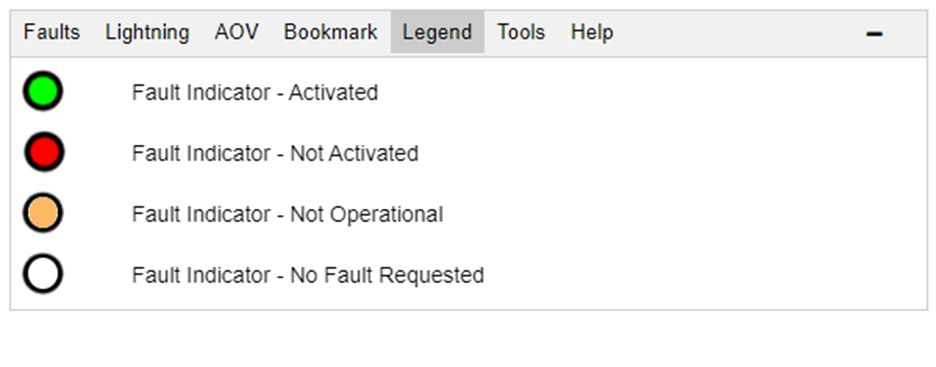 Faults Lightning AOV Bookmark Legend Tools Help
Fault Indicator - Activated
Fault Indicator - Not Activated
Fault Indicator - Not Operational
Fault Indicator - No Fault Requested